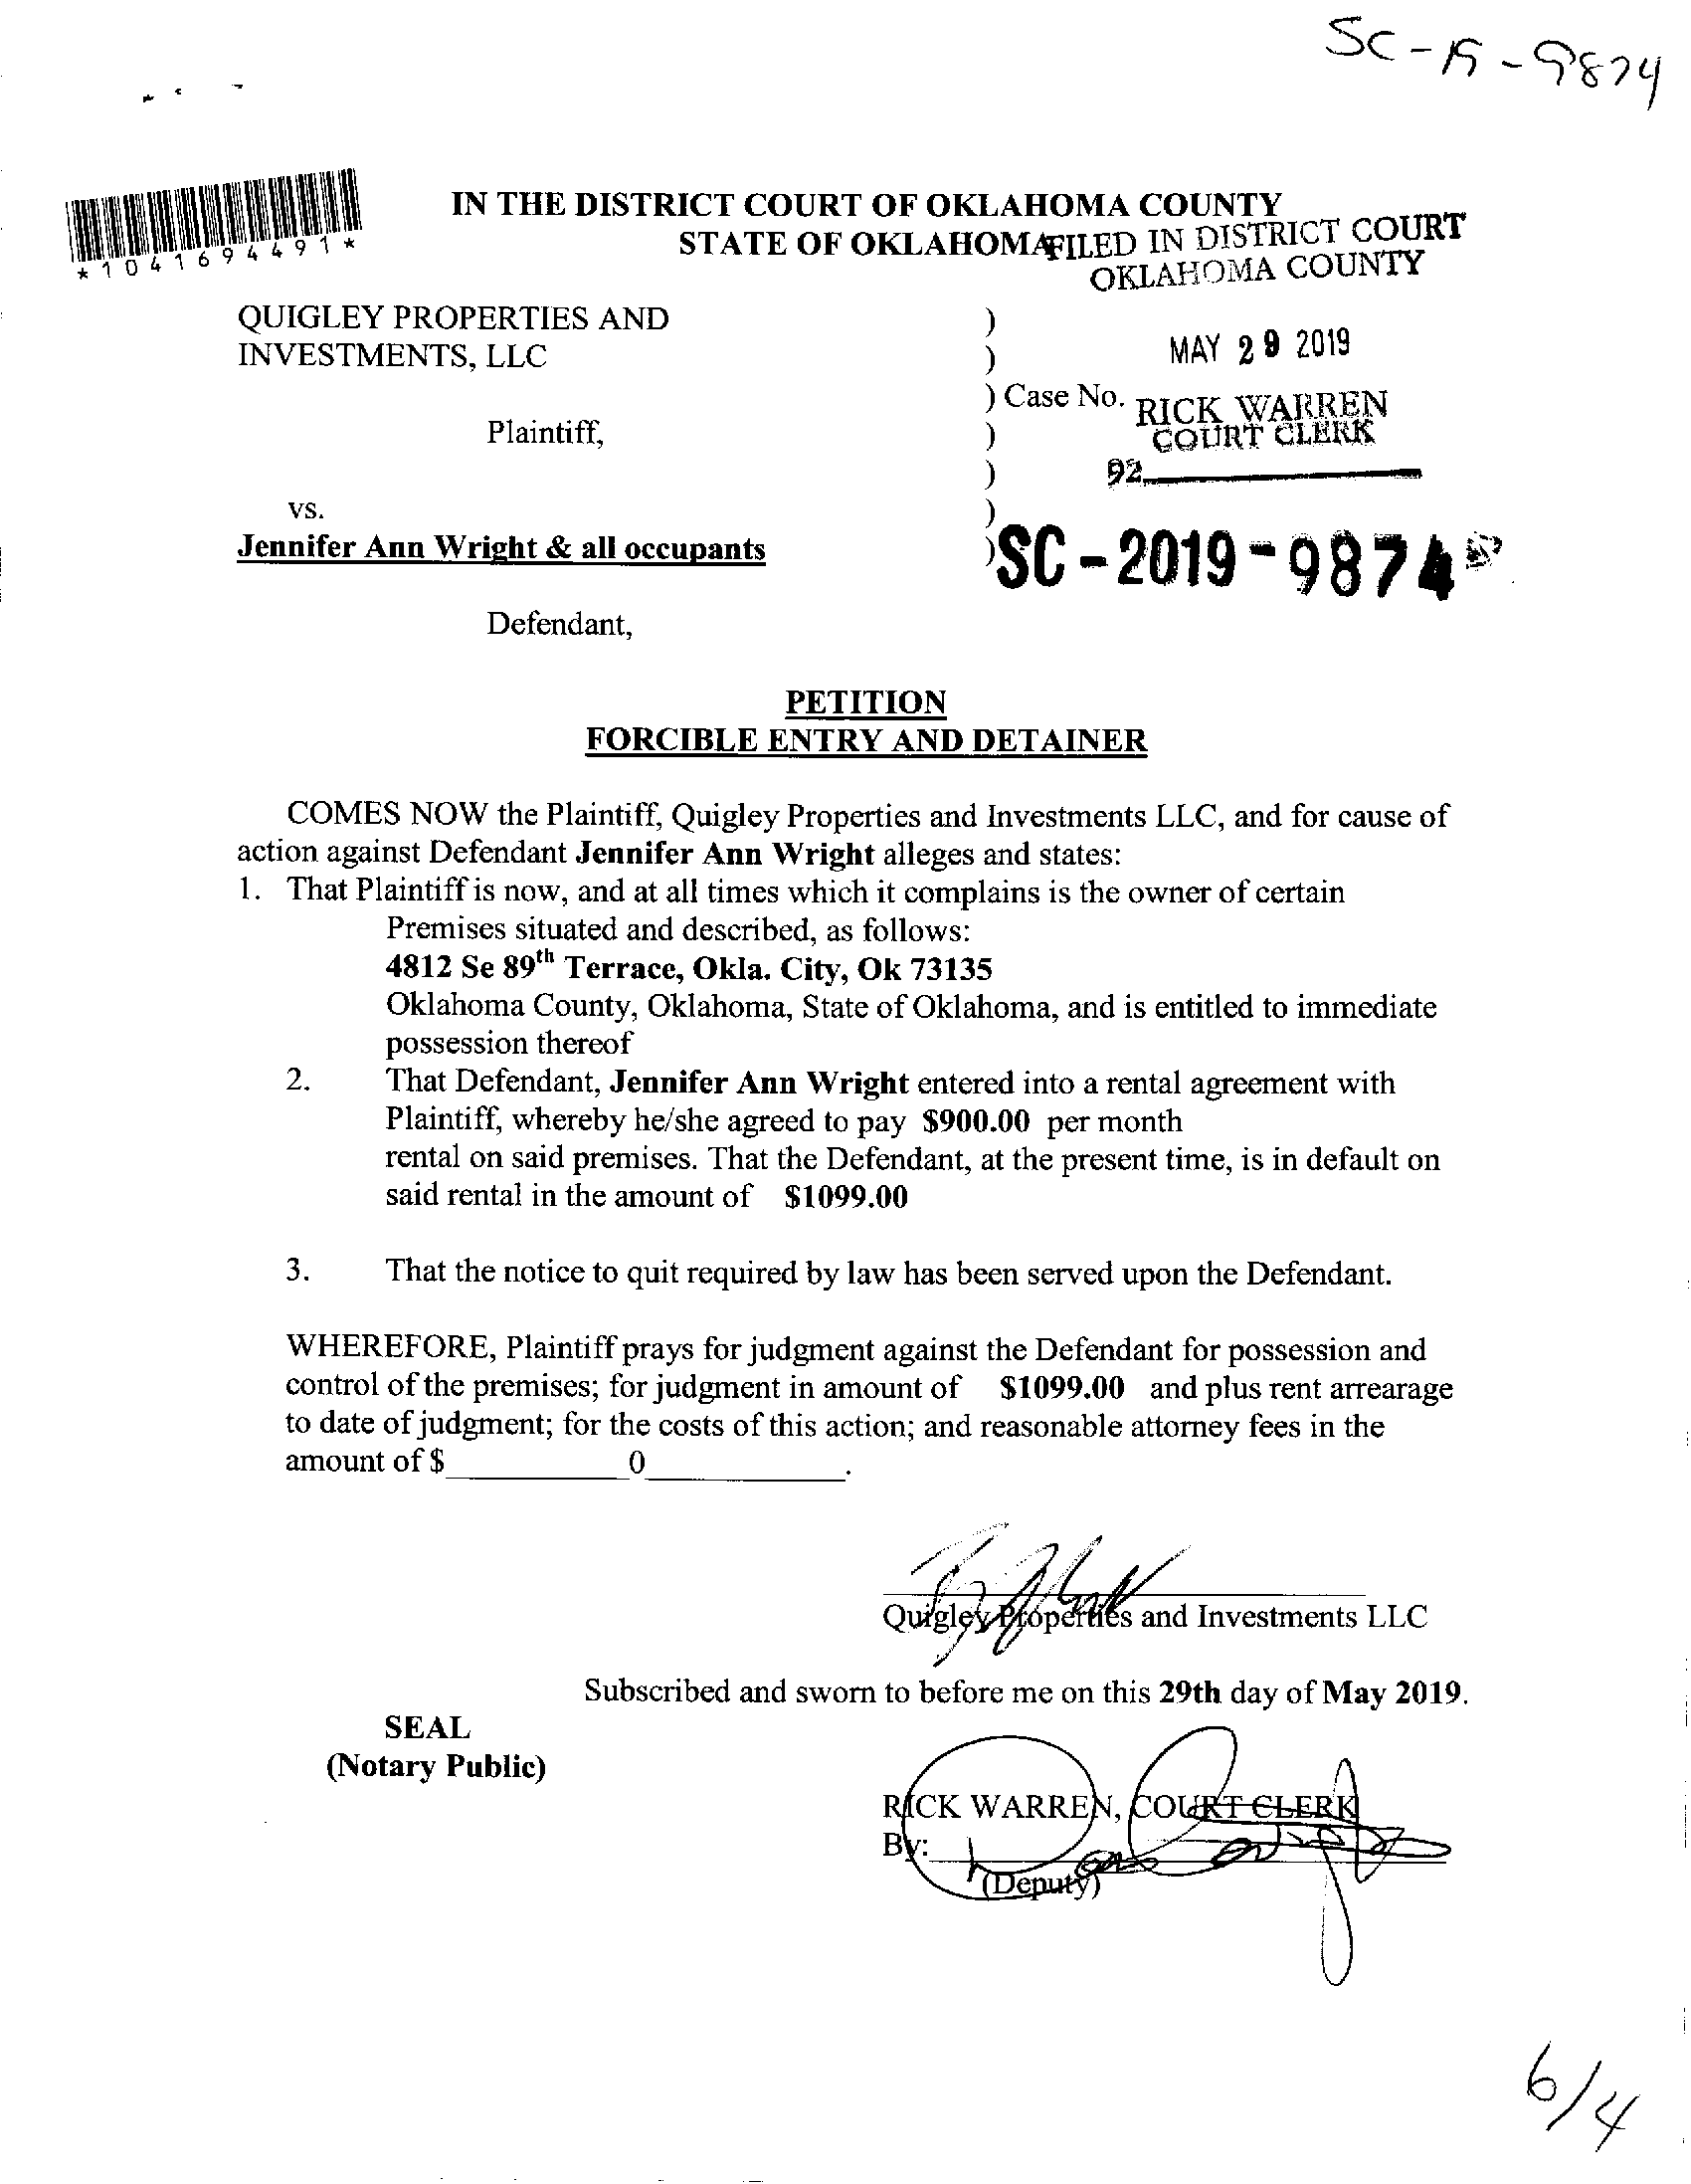 SC-19-9874
*1041694491*
IN THE DISTRICT COURT OF OKLAHOMA COUNTY
STATE OF OKLAHOMA
FILED IN DISTRICT COURT
OKLAHOMA COUNTY
QUIGLEY PROPERTIES AND )
INVESTMENTS, LLC )
MAY 29 2019
) Case No.
RICK WARREN
COURT CLERK
Plaintiff, )
) 92
vs. )
Jennifer Ann Wright & all occupants )
SC-2019-9874
Defendant,
PETITION
FORCIBLE ENTRY AND DETAINER
COMES NOW the Plaintiff, Quigley Properties and Investments LLC, and for cause of
action against Defendant Jennifer Ann Wright alleges and states:
1. That Plaintiff is now, and at all times which it complains is the owner of certain
Premises situated and described, as follows:
4812 Se 89th Terrace, Okla. City, Ok 73135
Oklahoma County, Oklahoma, State of Oklahoma, and is entitled to immediate
possession thereof
2. That Defendant, Jennifer Ann Wright entered into a rental agreement with
Plaintiff, whereby he/she agreed to pay $900.00 per month
rental on said premises. That the Defendant, at the present time, is in default on
said rental in the amount of $1099.00
3. That the notice to quit required by law has been served upon the Defendant.
WHEREFORE, Plaintiff prays for judgment against the Defendant for possession and
control of the premises; for judgment in amount of $1099.00 and plus rent arrearage
to date of judgment; for the costs of this action; and reasonable attorney fees in the
amount of $ 0 .
Quigley Properties and Investments LLC
Subscribed and sworn to before me on this 29th day of May 2019.
SEAL
(Notary Public)
RICK WARREN, COURT CLERK
By:
(Deputy)
6/4